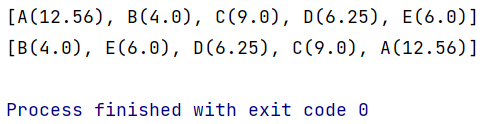 [A(12.56), B(4.0), C(9.0), D(6.25), E(6.0)]
[B(4.0), E(6.0), D(6.25), C(9.0), A(12.56)]
Process finished with exit code 0